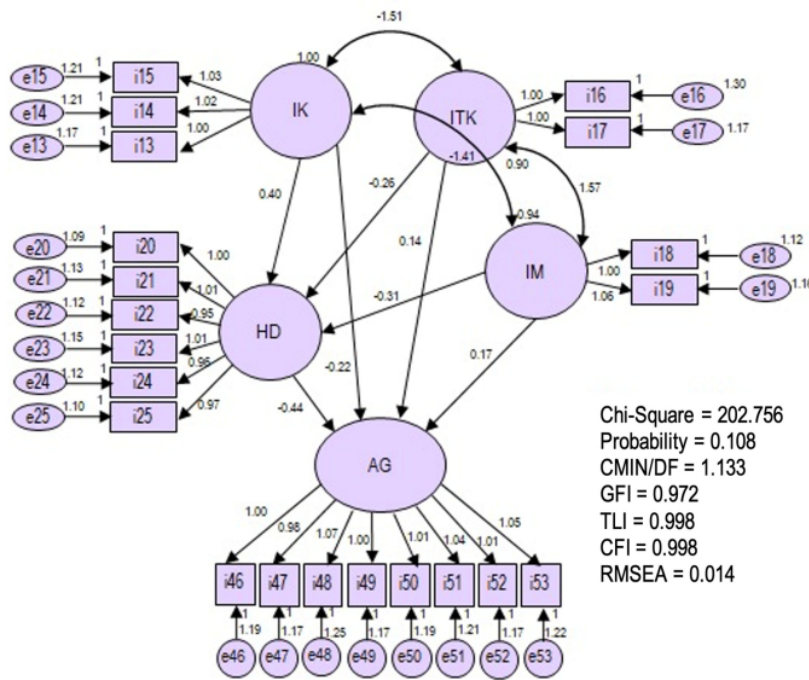 -1.51
1.21 1 1.00
e15 i15 1.03
1.21 1
e14 i14 1.02 IK ITK 1.00 i16 1 e16 1.30
1.17 1
e13 i13 1.00 1.00 i17 1 e17 1.17
-1.41 0.90
0.40 -0.26 1.57
0.94
1.09 1
e20 i20 1.00 0.14 i18 1 e18 1.12
1.13 1
e21 i21 1.01 IM 1.00
1.12 1
e22 i22 0.95 -0.31 1.06 i19 1 e19
1.15 1
e23 i23 1.01 HD
1.12 1
e24 i24 0.96 -0.22 0.17
1.10 1
e25 i25 0.97 -0.44
Chi-Square = 202.756
Probability = 0.108
CMIN/DF = 1.133
GFI = 0.972
TLI = 0.998
CFI = 0.998
RMSEA = 0.014
AG
1.00 0.98 1.07 1.00 1.01 1.04 1.01 1.05
i46 i47 i48 i49 i50 i51 i52 i53
1 1 1 1 1 1 1 1
1.19 1.17 1.25 1.17 1.19 1.21 1.17 1.22
e46 e47 e48 e49 e50 e51 e52 e53